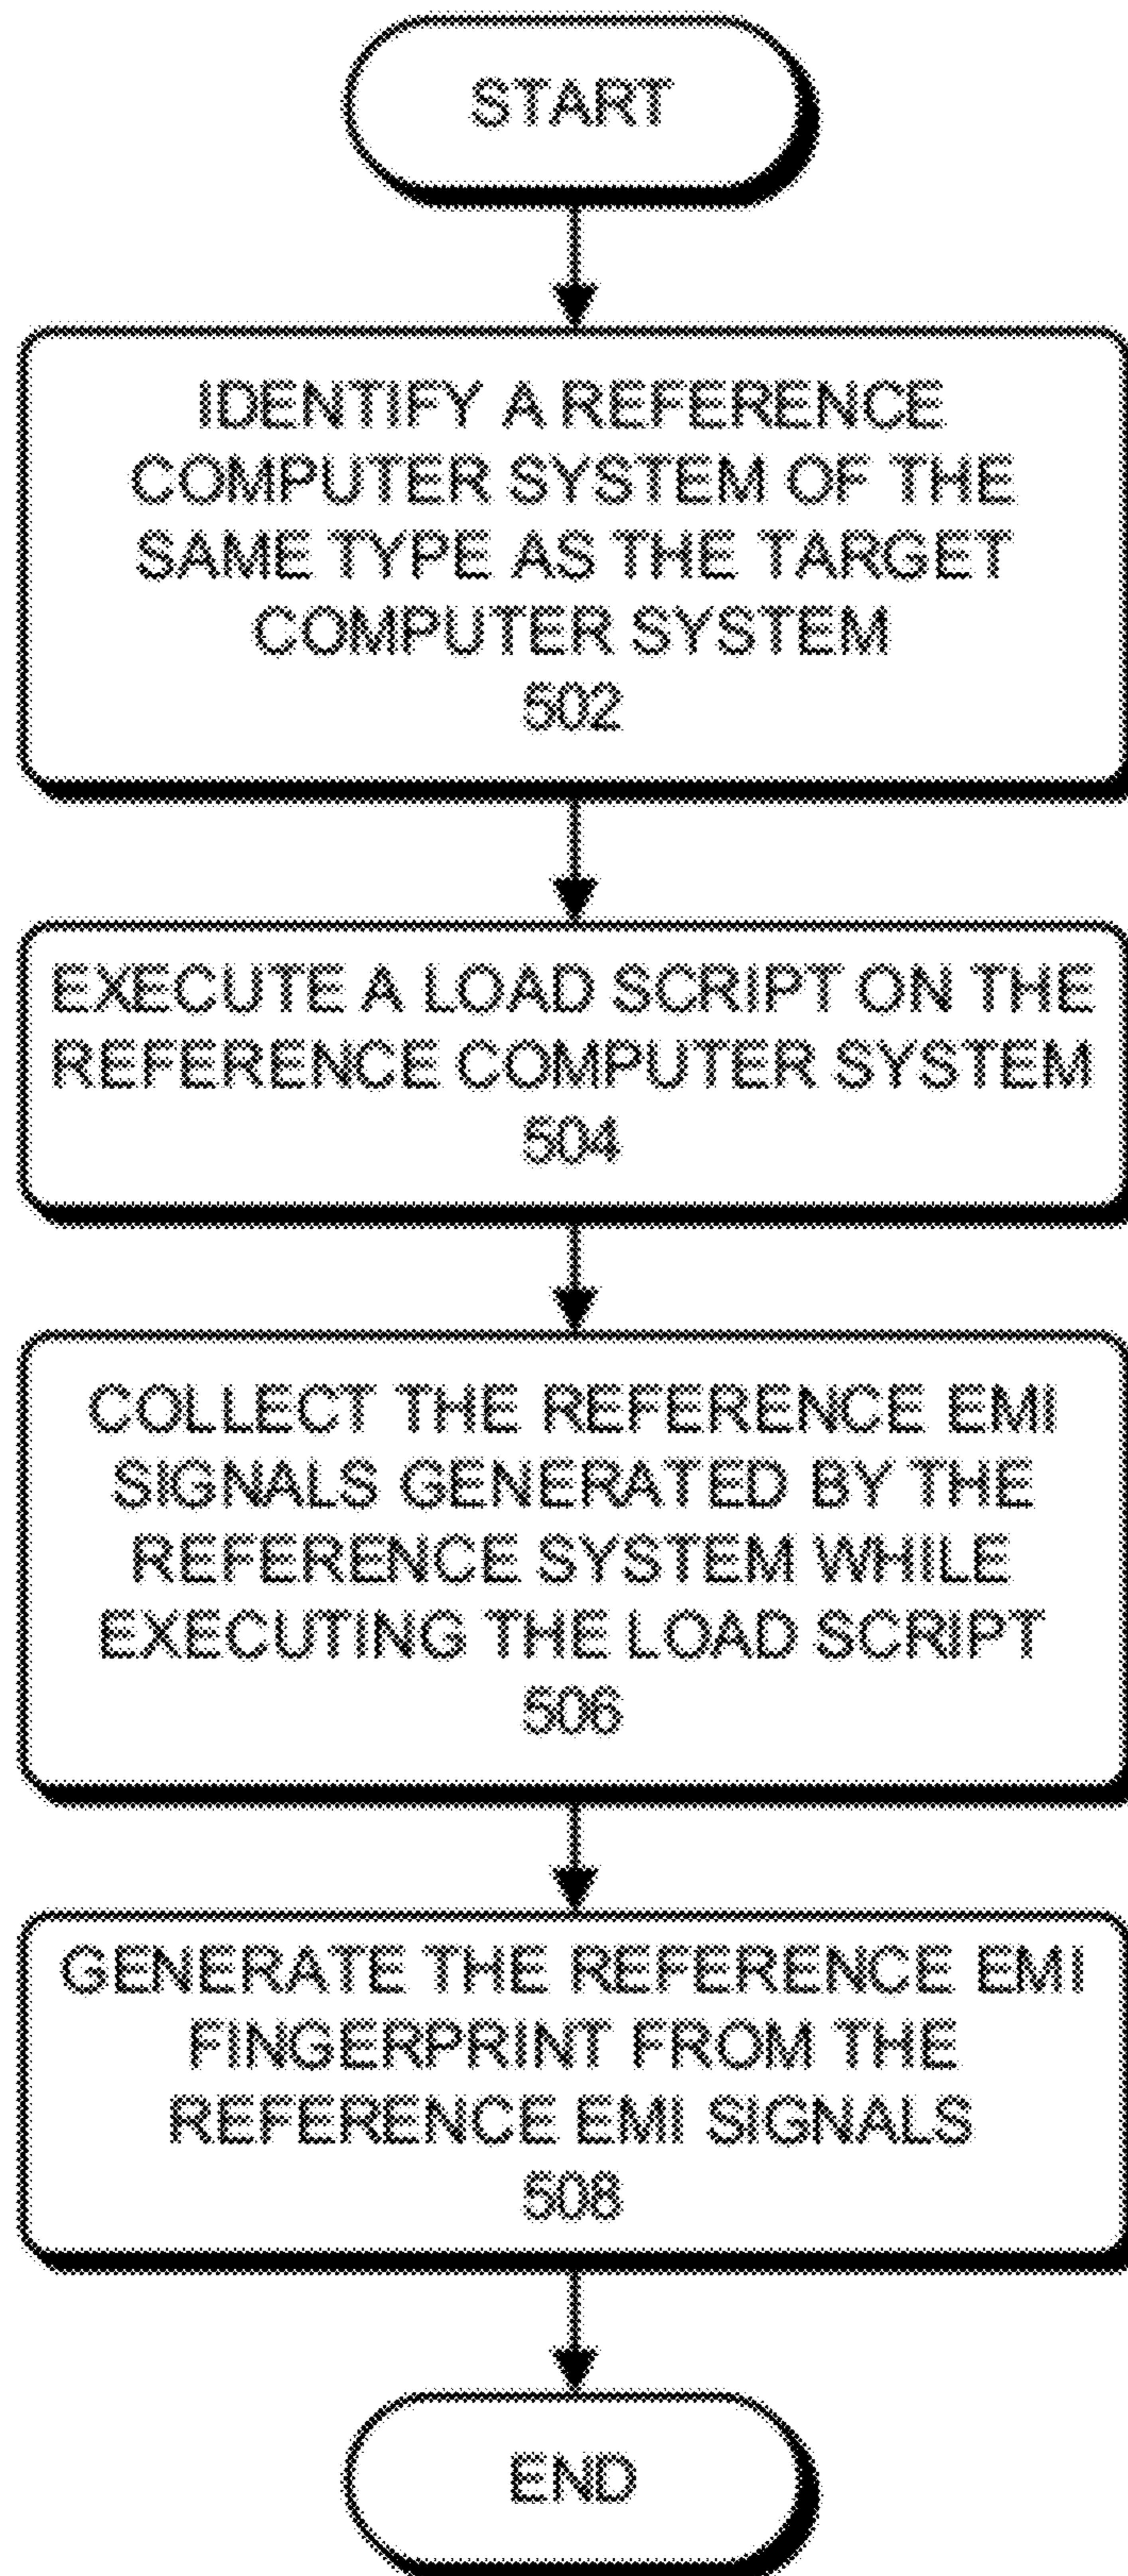 START
IDENTIFY A REFERENCE
COMPUTER SYSTEM OF THE
SAME TYPE AS THE TARGET
COMPUTER SYSTEM
502
EXECUTE A LOAD SCRIPT ON THE
REFERENCE COMPUTER SYSTEM
504
COLLECT THE REFERENCE EMI
SIGNALS GENERATED BY THE
REFERENCE SYSTEM WHILE
EXECUTING THE LOAD SCRIPT
506
GENERATE THE REFERENCE EMI
FINGERPRINT FROM THE
REFERENCE EMI SIGNALS
508
END